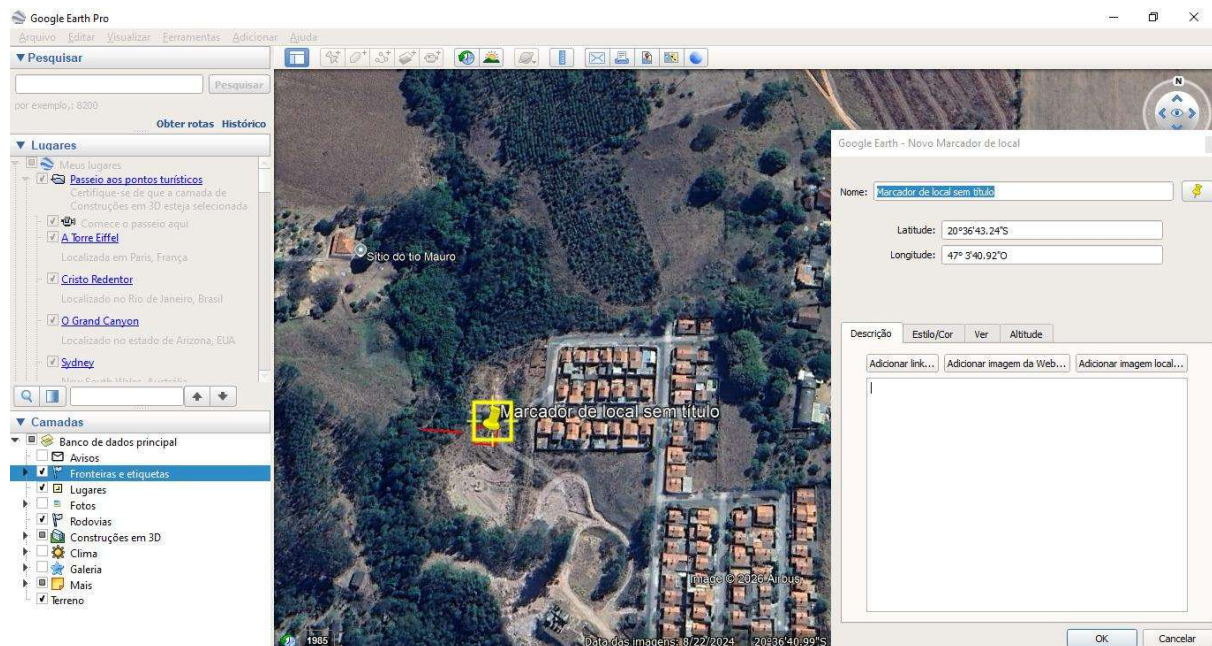 Google Earth Pro
Arquivo Editar Visualizar Ferramentas Adicionar Ajuda
Pesquisar
Pesquisar
por exemplo,: 8200
Obter rotas Histórico
Lugares
Meus lugares
Passeio aos pontos turísticos
Certifique-se de que a camada de
Construções em 3D esteja selecionada
Comece o passeio aqui
A Torre Eiffel
Localizada em Paris, França
Cristo Redentor
Localizado no Rio de Janeiro, Brasil
O Grand Canyon
Localizado no estado de Arizona, EUA
Sydney
New South Wales, Austrália
Camadas
Banco de dados principal
Avisos
Fronteiras e etiquetas
Lugares
Fotos
Rodovias
Construções em 3D
Clima
Galeria
Mais
Terreno
Sítio do tio Mauro
Marcador de local sem título
Image © 2026 Airbus
1985
Data das imagens: 8/22/2024 20°36'40.99"S
N
Google Earth - Novo Marcador de local
Nome: Marcador de local sem título
Latitude: 20°36'43.24"S
Longitude: 47° 3'40.92"O
Descrição Estilo/Cor Ver Altitude
Adicionar link... Adicionar imagem da Web... Adicionar imagem local...
OK Cancelar